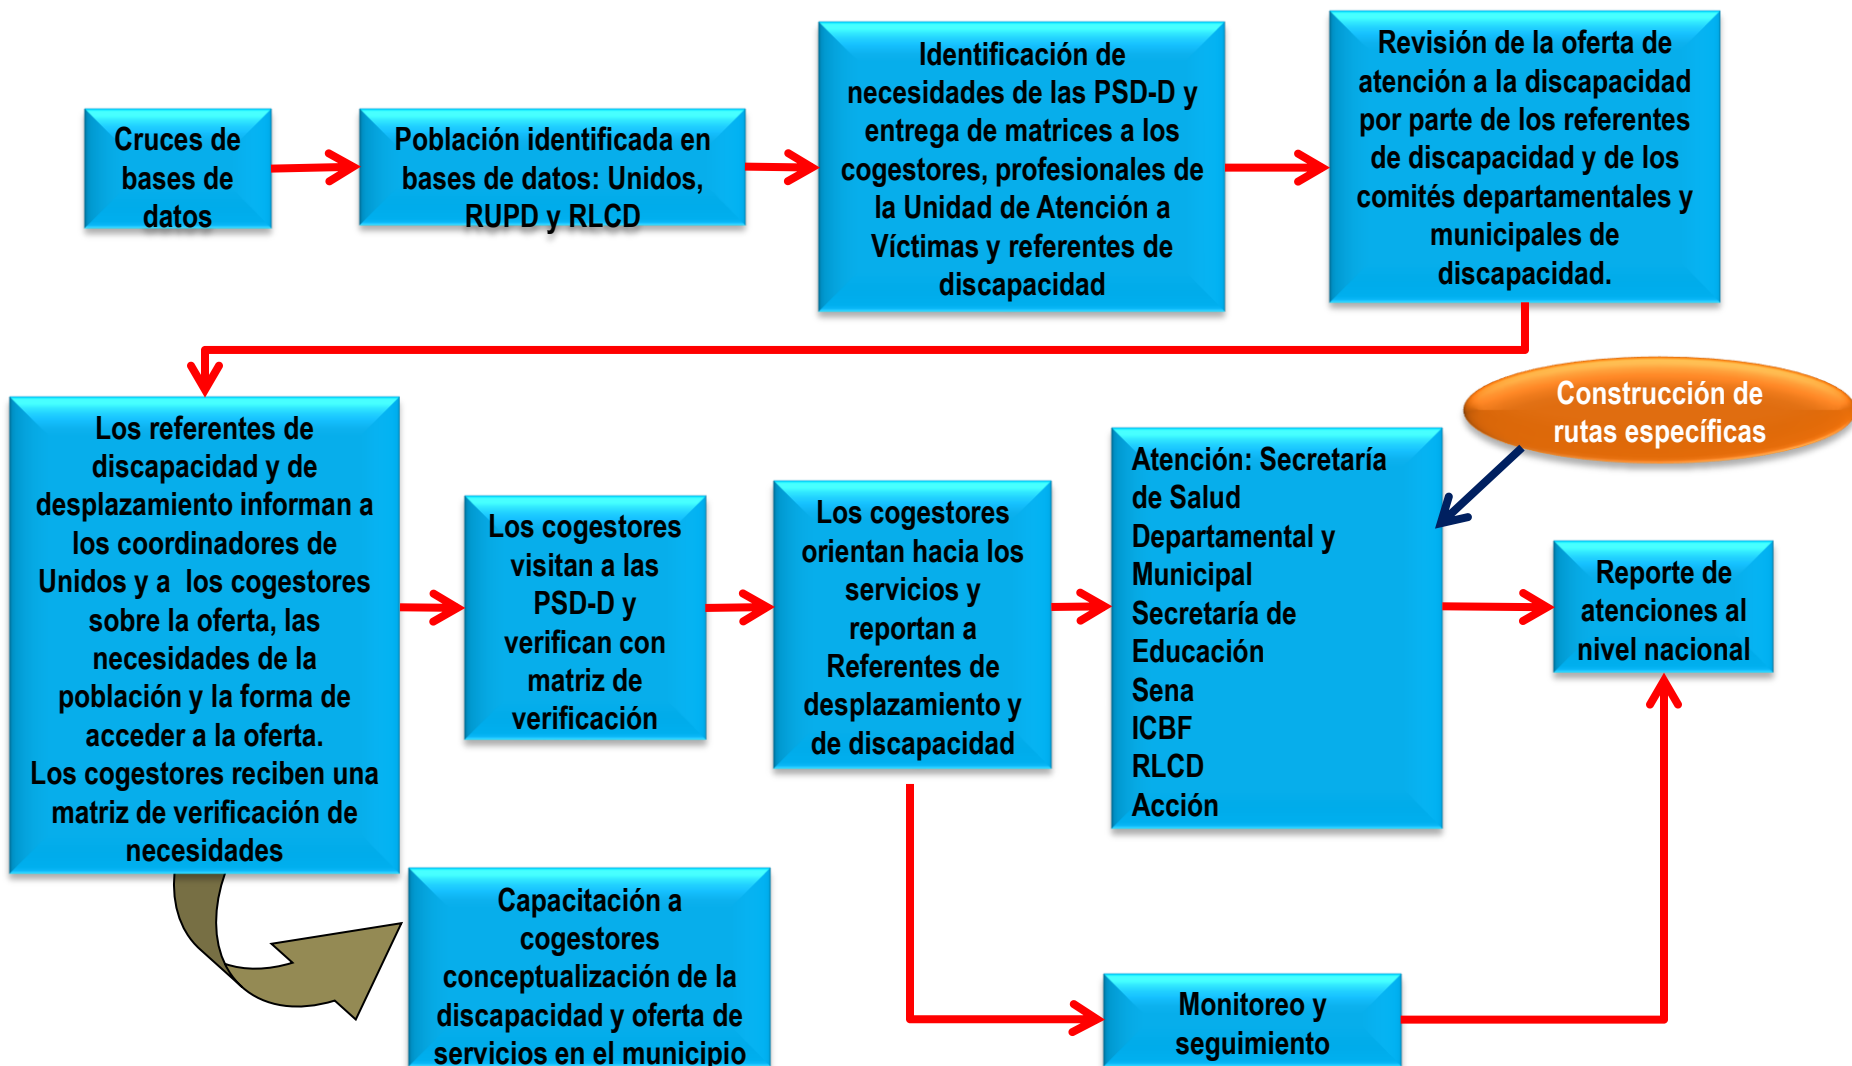 Cruces de
bases de
datos
Población identificada en
bases de datos: Unidos,
RUPD y RLCD
Identificación de
necesidades de las PSD-D y
entrega de matrices a los
cogestores, profesionales de
la Unidad de Atención a
Víctimas y referentes de
discapacidad
Revisión de la oferta de
atención a la discapacidad
por parte de los referentes
de discapacidad y de los
comités departamentales y
municipales de
discapacidad.
Los referentes de
discapacidad y de
desplazamiento informan a
los coordinadores de
Unidos y a los cogestores
sobre la oferta, las
necesidades de la
población y la forma de
acceder a la oferta.
Los cogestores reciben una
matriz de verificación de
necesidades
Los cogestores
visitan a las
PSD-D y
verifican con
matriz de
verificación
Los cogestores
orientan hacia los
servicios y
reportan a
Referentes de
desplazamiento y
de discapacidad
Atención: Secretaría
de Salud
Departamental y
Municipal
Secretaría de
Educación
Sena
ICBF
RLCD
Acción
Construcción de
rutas específicas
Reporte de
atenciones al
nivel nacional
Capacitación a
cogestores
conceptualización de la
discapacidad y oferta de
servicios en el municipio
Monitoreo y
seguimiento